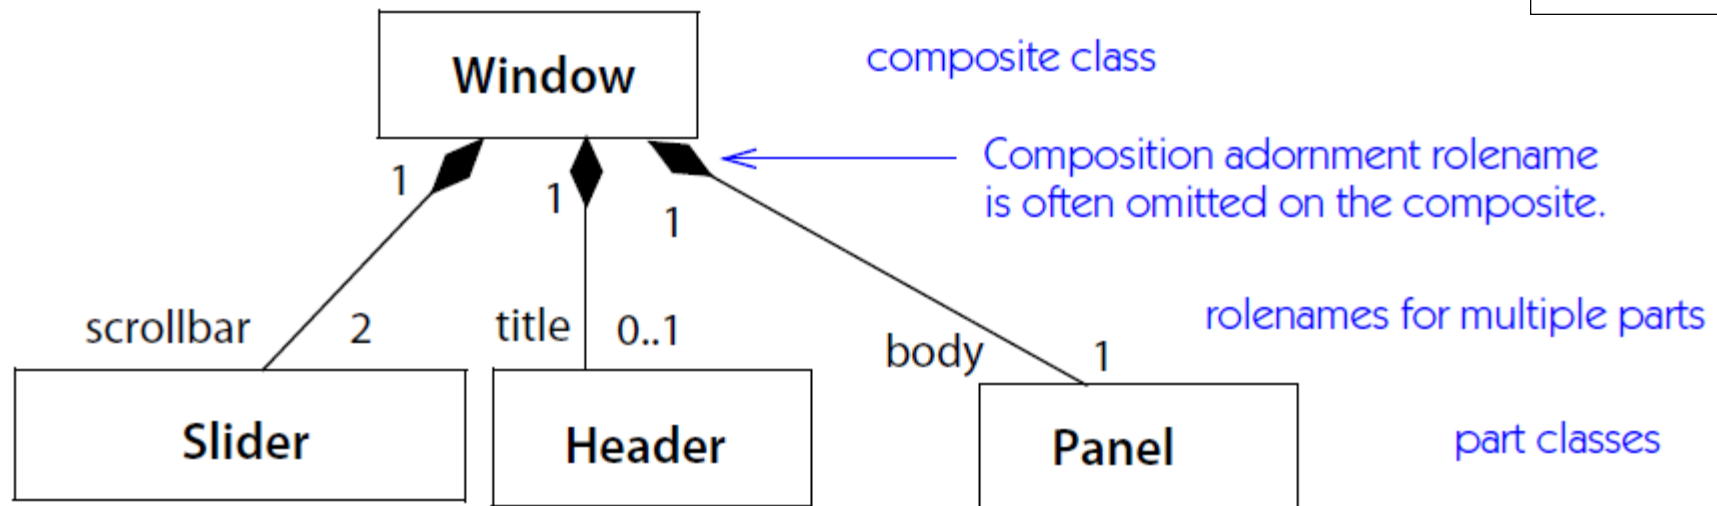 Window
composite class
1
1
1
Composition adornment rolename
is often omitted on the composite.
scrollbar
2
title
0..1
body
1
rolenames for multiple parts
Slider
Header
Panel
part classes